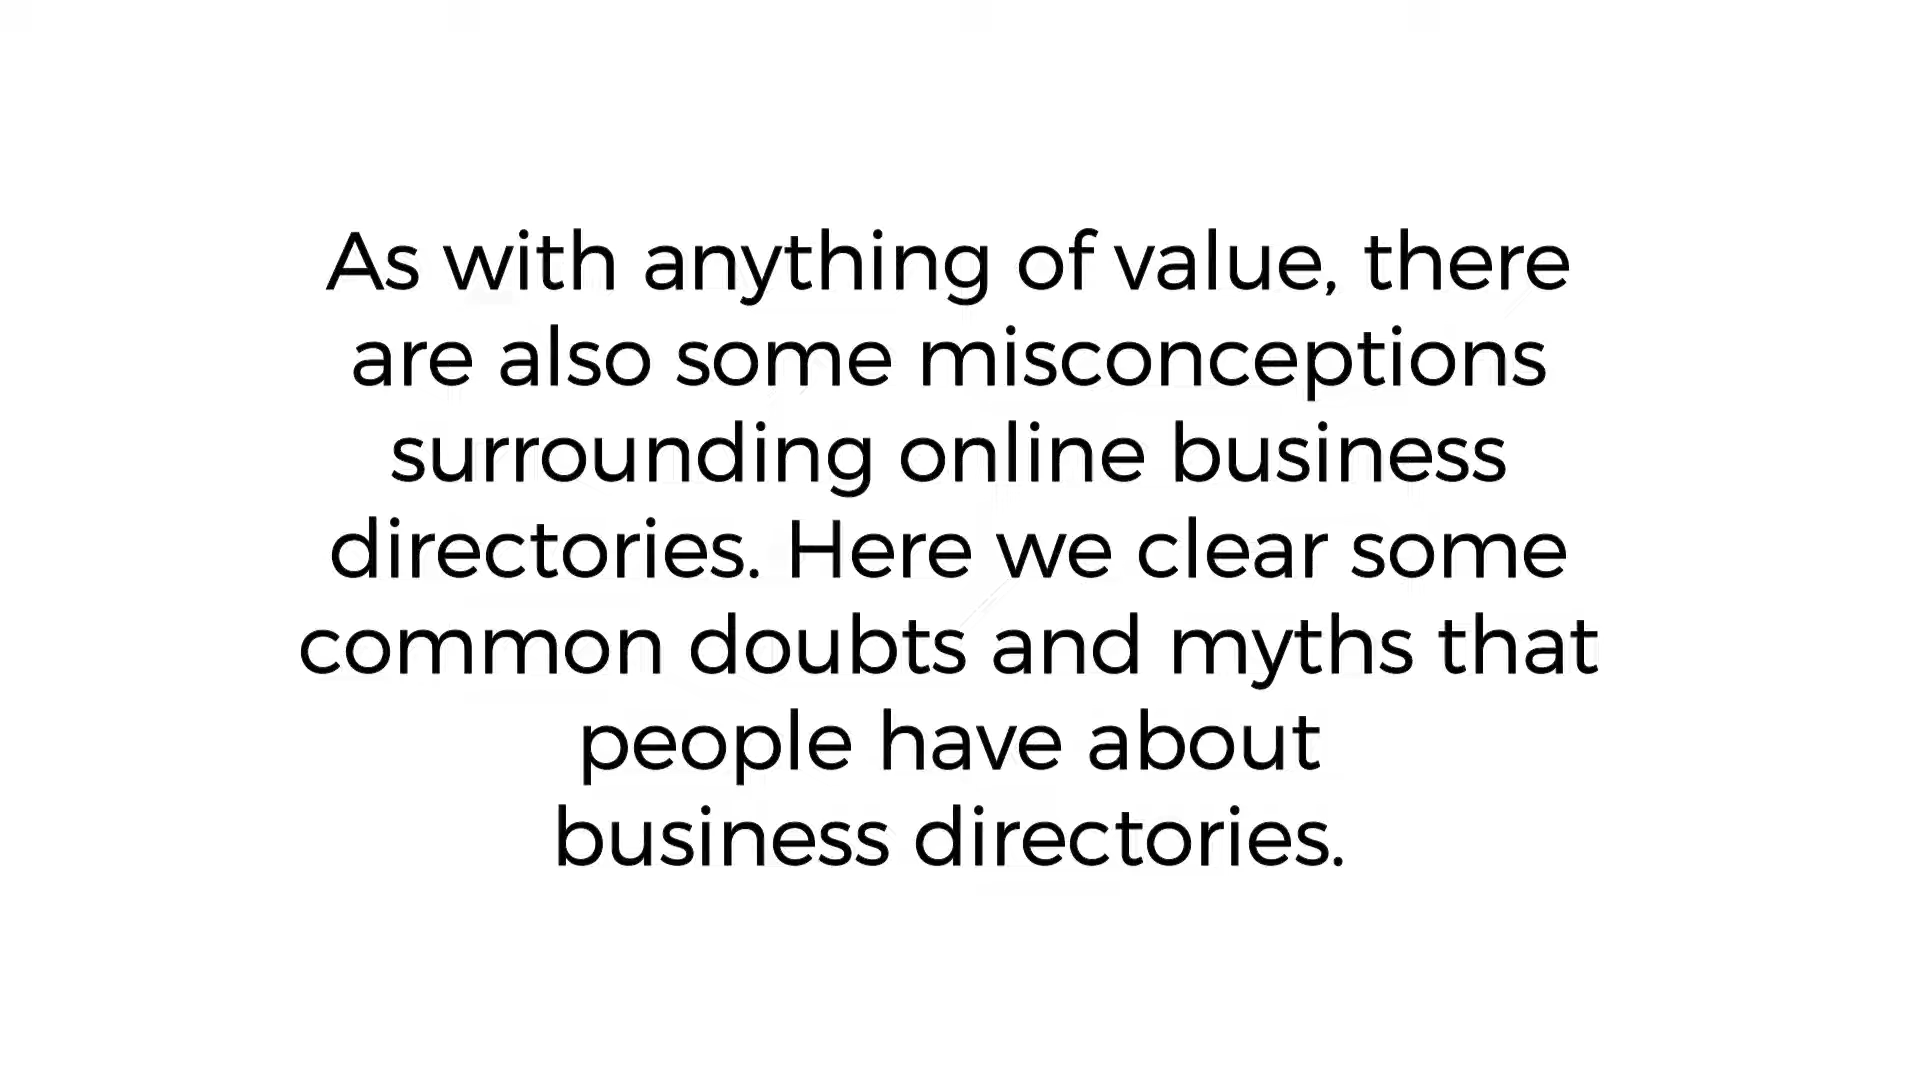 As with anything of value, there
are also some misconceptions
surrounding online business
directories. Here we clear some
common doubts and myths that
people have about
business directories.